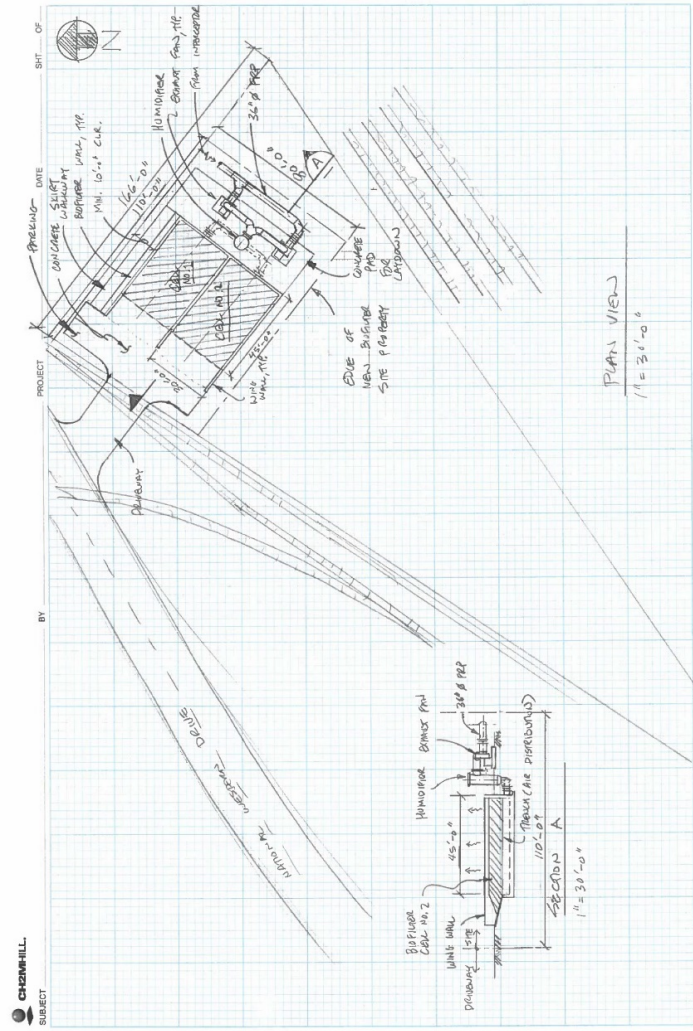 CH2MHILL.
SUBJECT
BY
PROJECT
DATE
SHT
OF
N
PARKING
CONCRETE SKIRT
WALKWAY
BIOFILTER WALL, TYP.
MIN. 10'-0" CLR.
166'-0"
110'-0"
HUMIDIFIER
EXHAUST FAN, TYP.
FROM INTERCEPTOR
36" Ø FRP
A
CELL NO. 1
CELL NO. 2
45'-0"
WING
WALL, TYP.
CONCRETE
PAD
FOR
LAYDOWN
EDGE OF
NEW BIOFILTER
SITE PROPERTY
DRIVEWAY
NATIONAL WESTERN DRIVE
PLAN VIEW
1" = 30'-0"
HUMIDIFIER
EXHAUST FAN
36" Ø FRP
45'-0"
BIOFILTER
CELL NO. 2
WING WALL
DRIVEWAY
SITE
TRENCH (AIR DISTRIBUTION)
110'-0"
SECTION A
1" = 30'-0"